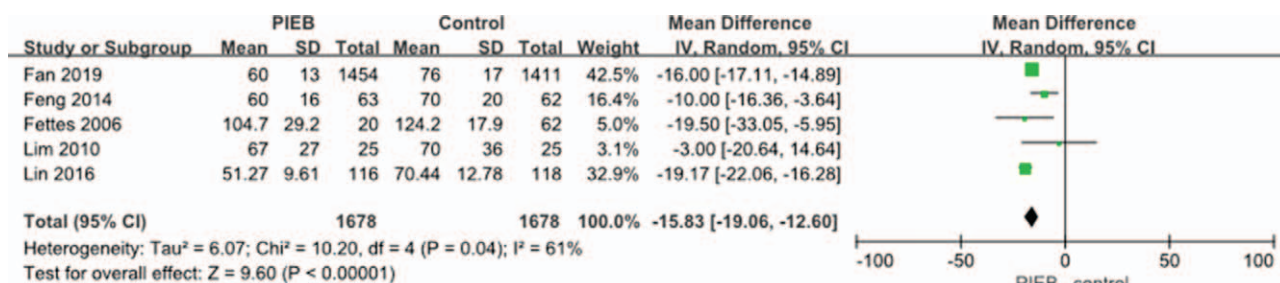 PIEB Control Mean Difference Mean Difference
Study or Subgroup Mean SD Total Mean SD Total Weight IV, Random, 95% CI IV, Random, 95% CI
Fan 2019 60 13 1454 76 17 1411 42.5% -16.00 [-17.11, -14.89]
Feng 2014 60 16 63 70 20 62 16.4% -10.00 [-16.36, -3.64]
Fettes 2006 104.7 29.2 20 124.2 17.9 62 5.0% -19.50 [-33.05, -5.95]
Lim 2010 67 27 25 70 36 25 3.1% -3.00 [-20.64, 14.64]
Lin 2016 51.27 9.61 116 70.44 12.78 118 32.9% -19.17 [-22.06, -16.28]
Total (95% CI) 1678 1678 100.0% -15.83 [-19.06, -12.60]
Heterogeneity: Tau² = 6.07; Chi² = 10.20, df = 4 (P = 0.04); I² = 61%
Test for overall effect: Z = 9.60 (P < 0.00001)
-100 -50 0 50 100
PIEB control